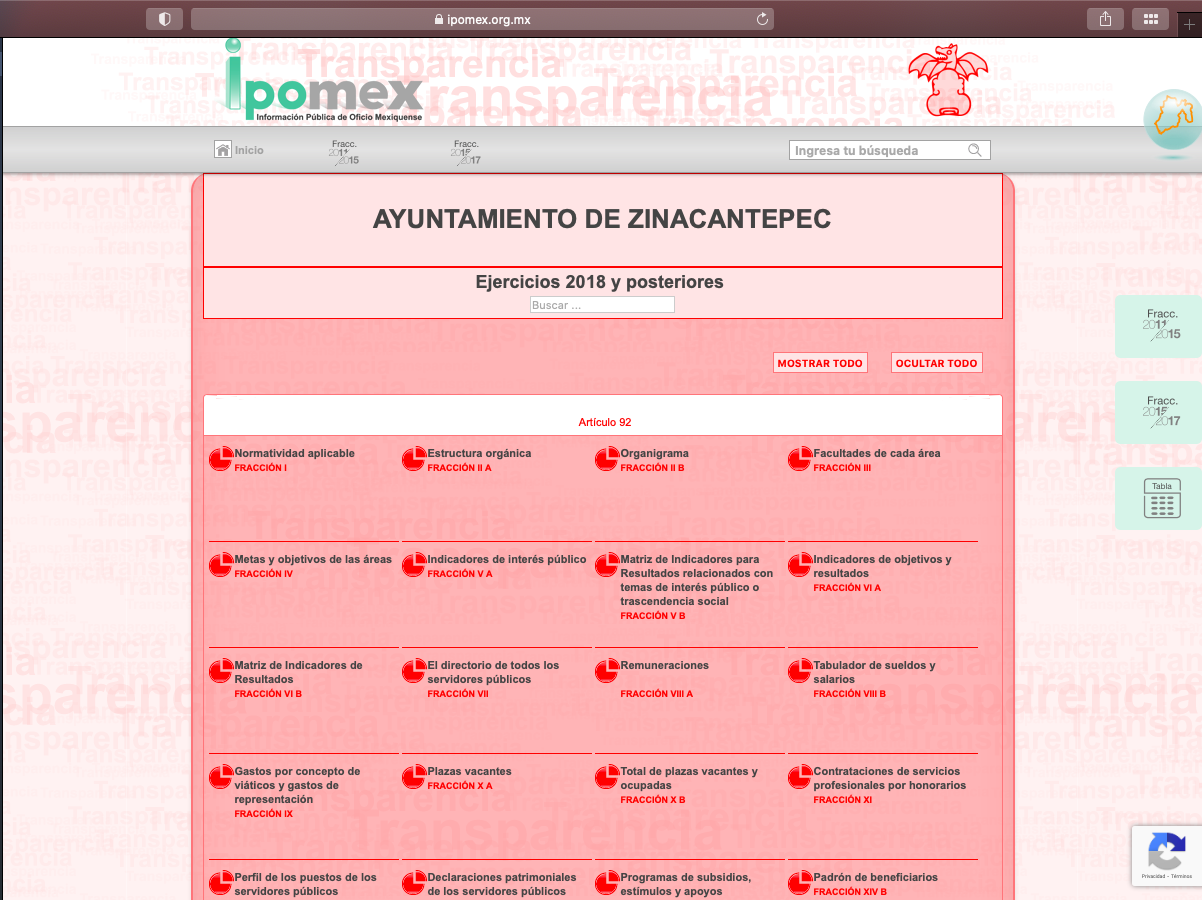 ipomex.org.mx
ipomex
Información Pública de Oficio Mexiquense
Transparencia
Inicio
Fracc.
2015
Fracc.
2017
Ingresa tu búsqueda
AYUNTAMIENTO DE ZINACANTEPEC
Ejercicios 2018 y posteriores
Buscar ...
Fracc.
2015
MOSTRAR TODO
OCULTAR TODO
Fracc.
2017
Artículo 92
Normatividad aplicable
FRACCIÓN I
Estructura orgánica
FRACCIÓN II A
Organigrama
FRACCIÓN II B
Facultades de cada área
FRACCIÓN III
Tabla
Metas y objetivos de las áreas
FRACCIÓN IV
Indicadores de interés público
FRACCIÓN V A
Matriz de Indicadores para
Resultados relacionados con
temas de interés público o
trascendencia social
FRACCIÓN V B
Indicadores de objetivos y
resultados
FRACCIÓN VI A
Matriz de Indicadores de
Resultados
FRACCIÓN VI B
El directorio de todos los
servidores públicos
FRACCIÓN VII
Remuneraciones
FRACCIÓN VIII A
Tabulador de sueldos y
salarios
FRACCIÓN VIII B
Gastos por concepto de
viáticos y gastos de
representación
FRACCIÓN IX
Plazas vacantes
FRACCIÓN X A
Total de plazas vacantes y
ocupadas
FRACCIÓN X B
Contrataciones de servicios
profesionales por honorarios
FRACCIÓN XI
Perfil de los puestos de los
servidores públicos
Declaraciones patrimoniales
de los servidores públicos
Programas de subsidios,
estímulos y apoyos
Padrón de beneficiarios
FRACCIÓN XIV B
Privacidad - Términos